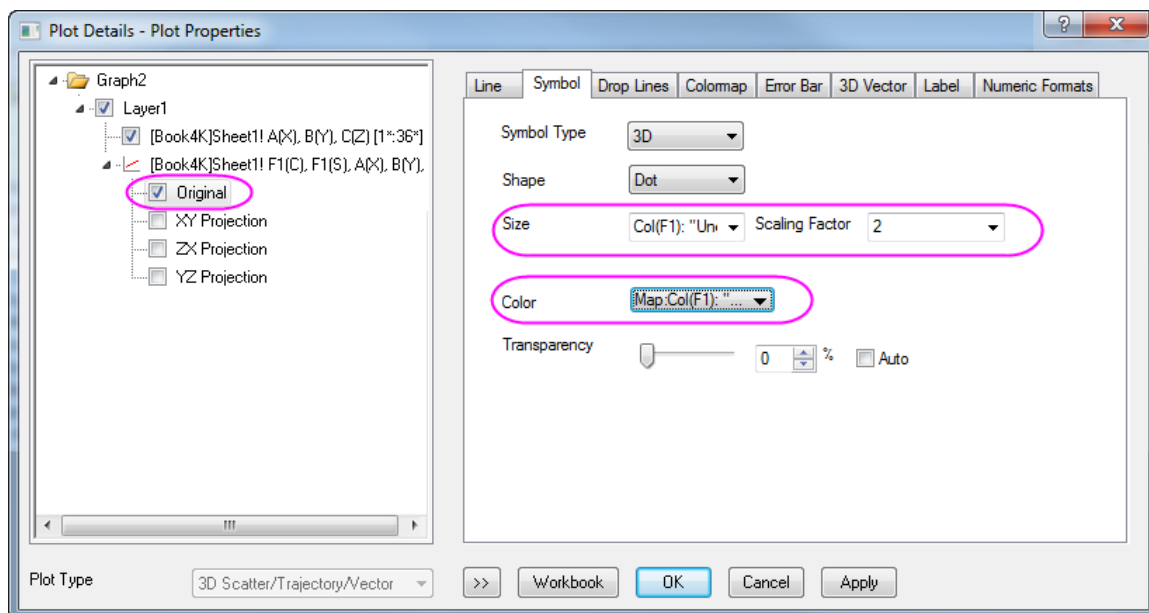 Plot Details - Plot Properties
?
Graph2
Layer1
[Book4K]Sheet1! A(X), B(Y), C(Z) [1*:36*]
[Book4K]Sheet1! F1(C), F1(S), A(X), B(Y),
Original
XY Projection
ZX Projection
YZ Projection
Line Symbol Drop Lines Colormap Error Bar 3D Vector Label Numeric Formats
Symbol Type 3D
Shape Dot
Size Col(F1): "Un Scaling Factor 2
Color Map:Col(F1): "...
Transparency 0 % Auto
Plot Type 3D Scatter/Trajectory/Vector >> Workbook OK Cancel Apply